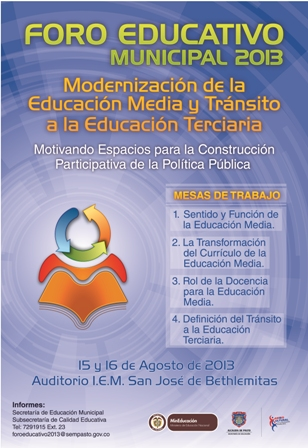 FORO EDUCATIVO
MUNICIPAL 2013
Modernización de la
Educación Media y Tránsito
a la Educación Terciaria
Motivando Espacios para la Construcción
Participativa de la Política Pública
MESAS DE TRABAJO
1. Sentido y Función de
la Educación Media.
2. La Transformación
del Currículo de la
Educación Media.
3. Rol de la Docencia
para la Educación
Media.
4. Definición del Tránsito
a la Educación
Terciaria.
15 y 16 de Agosto de 2013
Auditorio I.E.M. San José de Bethlemitas
Informes:
Secretaría de Educación Municipal
Subsecretaría de Calidad Educativa
Tel: 7291915 Ext. 23
foroeducativo2013@sempasto.gov.co
MinEducación